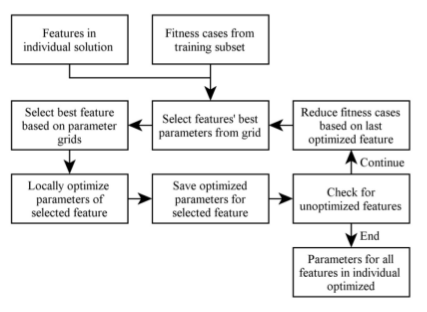 Features in
individual solution
Fitness cases from
training subset
Select best feature
based on parameter
grids
Select features' best
parameters from grid
Reduce fitness cases
based on last
optimized feature
Continue
Locally optimize
parameters of
selected feature
Save optimized
parameters for
selected feature
Check for
unoptimized features
End
Parameters for all
features in individual
optimized